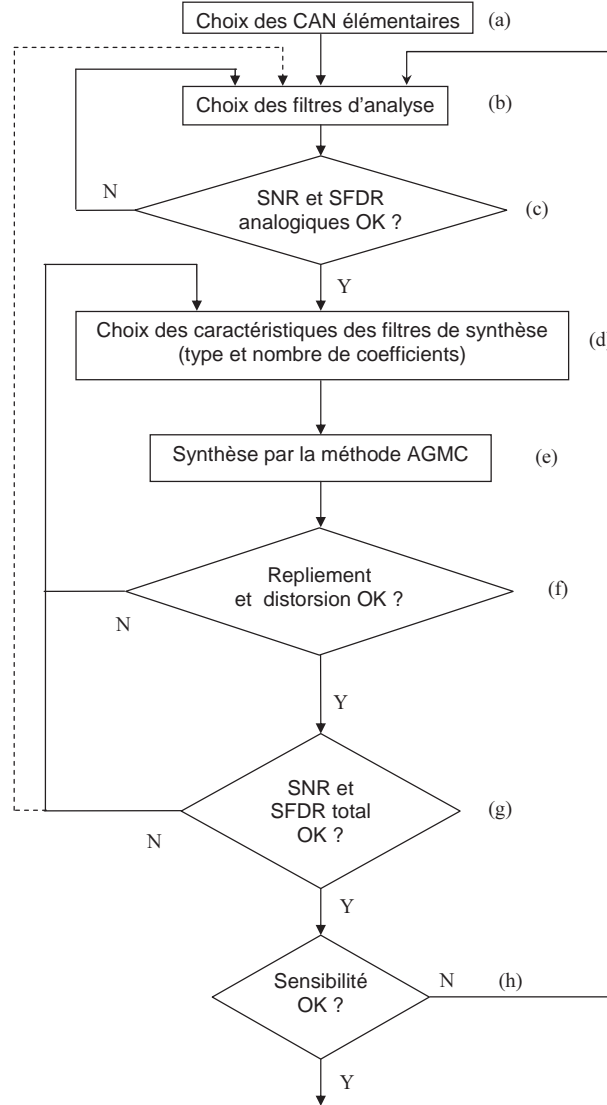 Choix des CAN élémentaires
(a)
Choix des filtres d'analyse
(b)
N
SNR et SFDR
analogiques OK ?
(c)
Y
Choix des caractéristiques des filtres de synthèse
(type et nombre de coefficients)
(d)
Synthèse par la méthode AGMC
(e)
Repliement
et distorsion OK ?
(f)
N
Y
SNR et
SFDR total
OK ?
(g)
N
Y
Sensibilité
OK ?
N
(h)
Y